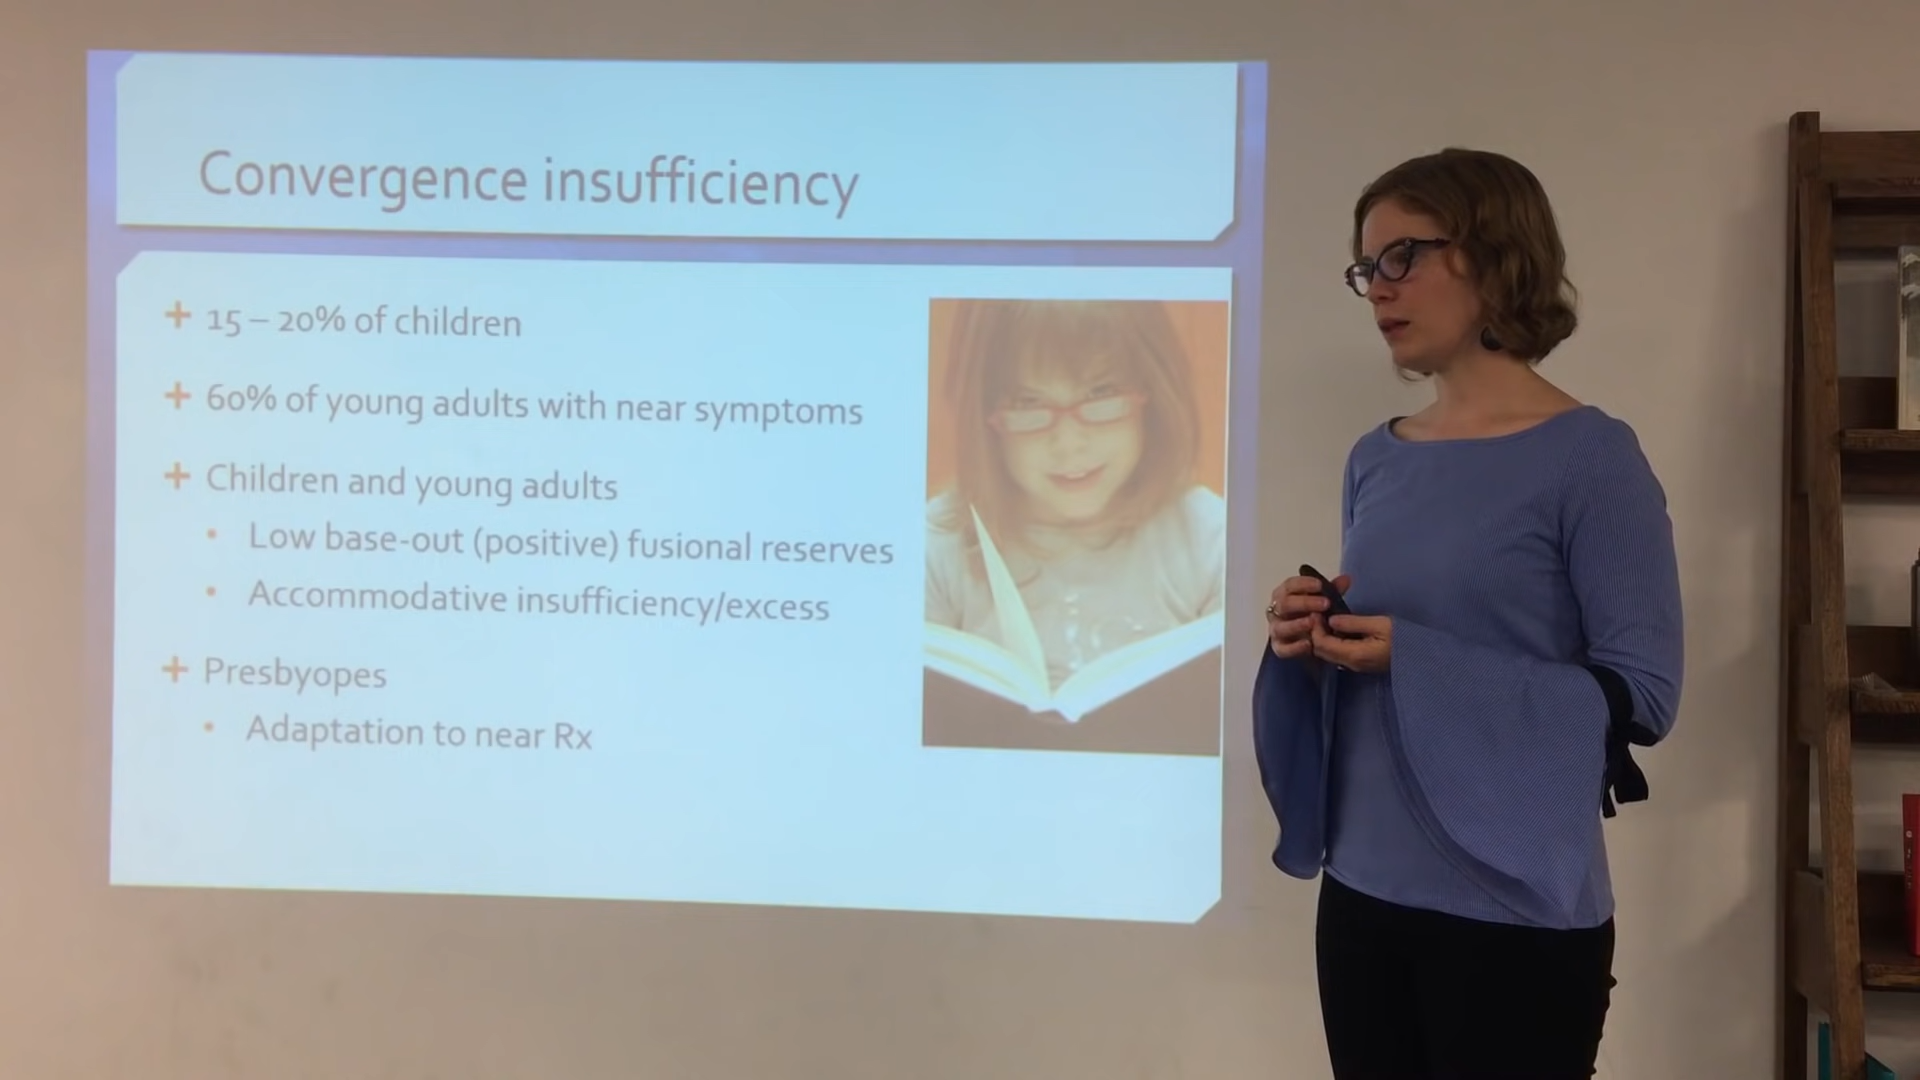 Convergence insufficiency
+ 15 – 20% of children
+ 60% of young adults with near symptoms
+ Children and young adults
• Low base-out (positive) fusional reserves
• Accommodative insufficiency/excess
+ Presbyopes
• Adaptation to near Rx